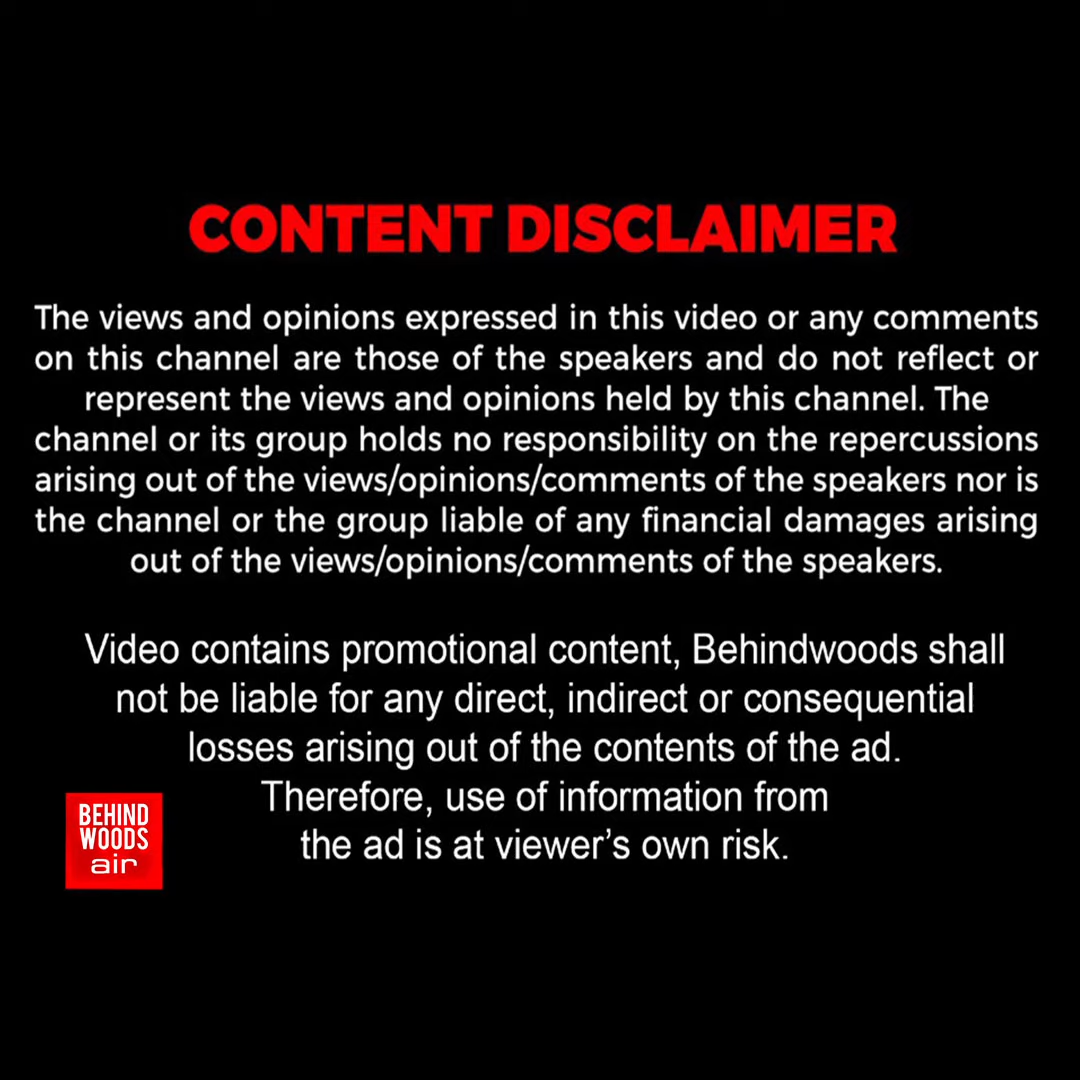 CONTENT DISCLAIMER
The views and opinions expressed in this video or any comments
on this channel are those of the speakers and do not reflect or
represent the views and opinions held by this channel. The
channel or its group holds no responsibility on the repercussions
arising out of the views/opinions/comments of the speakers nor is
the channel or the group liable of any financial damages arising
out of the views/opinions/comments of the speakers.
Video contains promotional content, Behindwoods shall
not be liable for any direct, indirect or consequential
losses arising out of the contents of the ad.
Therefore, use of information from
the ad is at viewer’s own risk.
BEHIND
WOODS
air